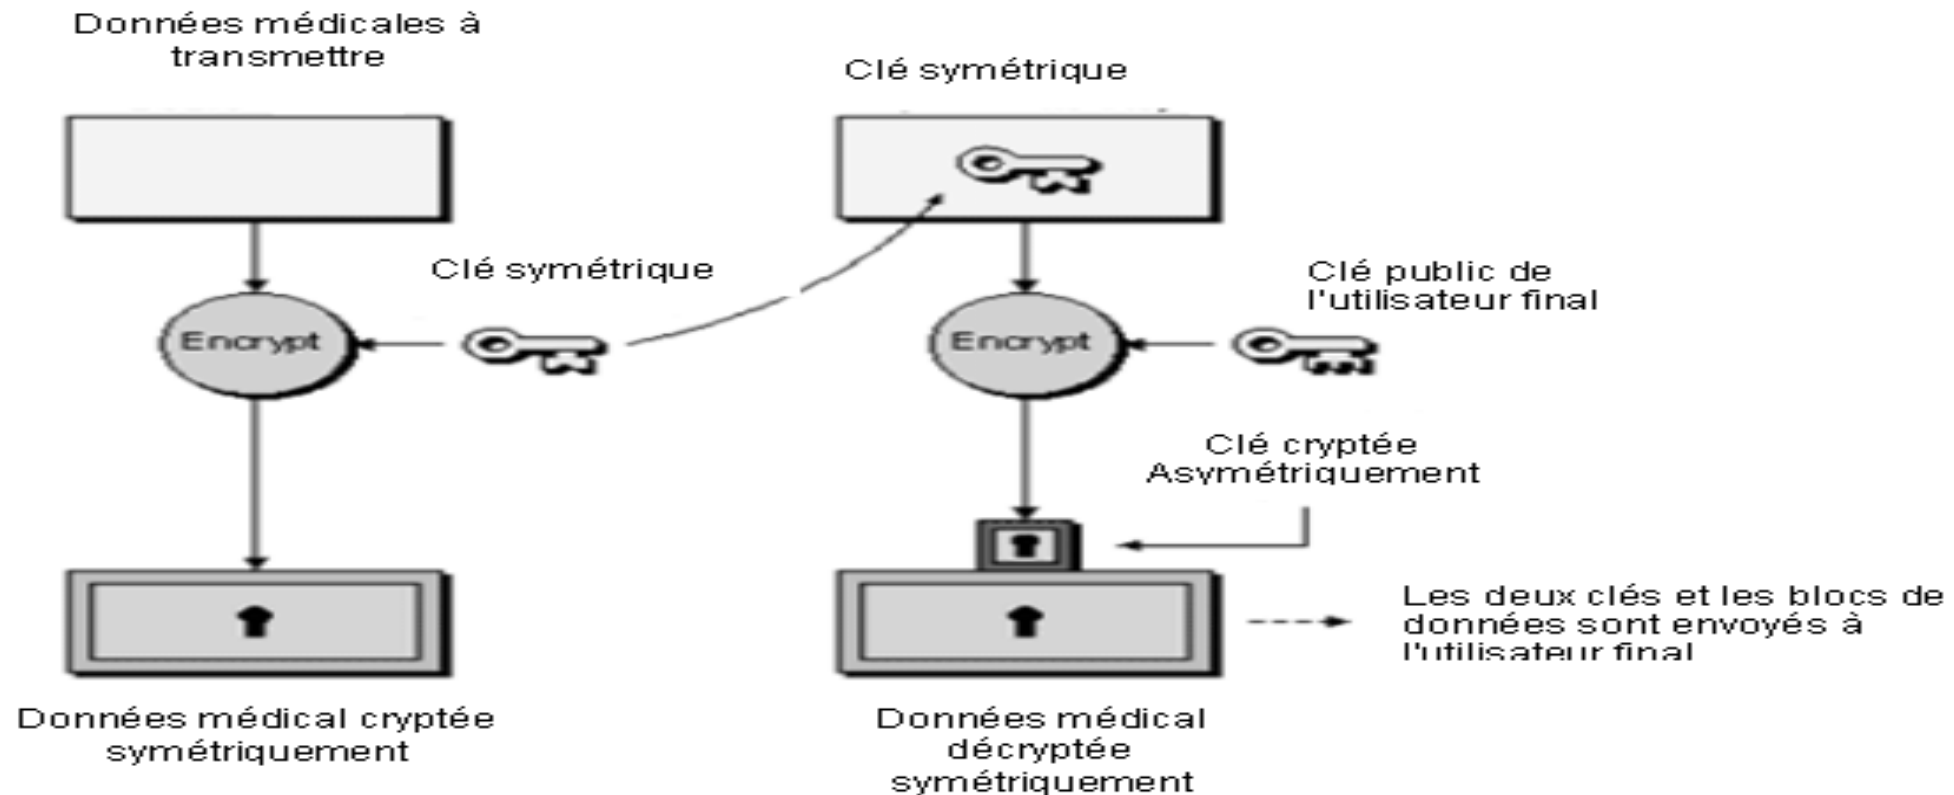 Données médicales à
transmettre
Clé symétrique
Clé symétrique
Clé public de
l'utilisateur final
Encrypt
Encrypt
Clé cryptée
Asymétriquement
Les deux clés et les blocs de
données sont envoyés à
l'utilisateur final
Données médical cryptée
symétriquement
Données médical
décryptée
symétriquement